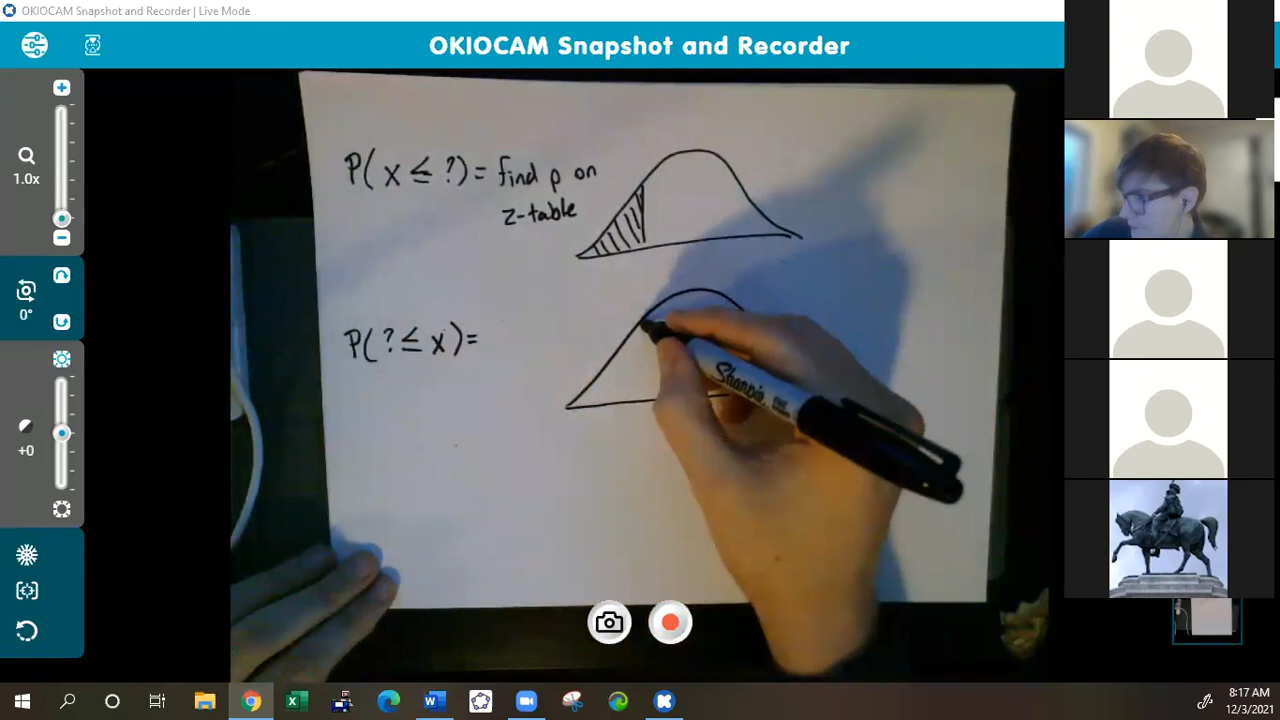 OKIOCAM Snapshot and Recorder | Live Mode
OKIOCAM Snapshot and Recorder
1.0x
0°
+0
P( x ≤ ?) = find p on
z-table
P( ? ≤ x) =
Sharpie
8:17 AM
12/3/2021